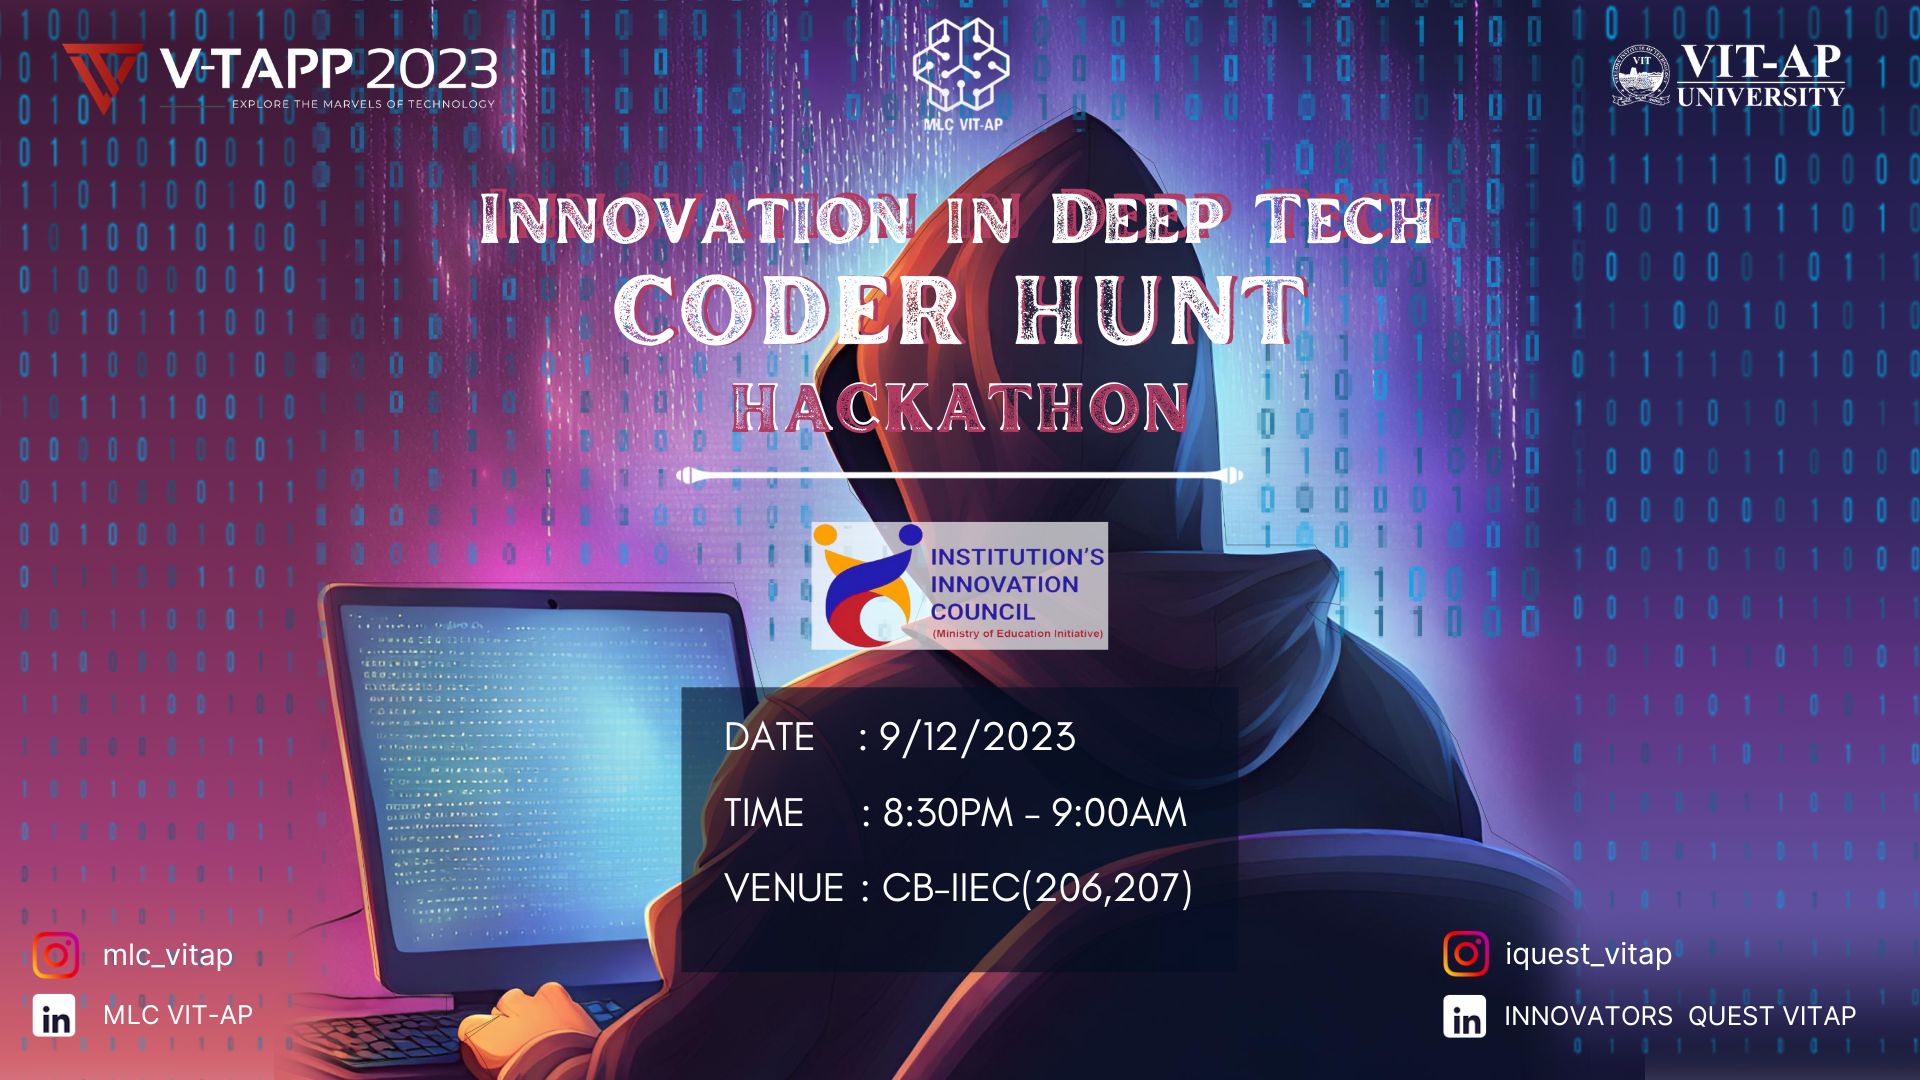 V-TAPP 2023
EXPLORE THE MARVELS OF TECHNOLOGY
MLC VIT-AP
VIT
VIT-AP
UNIVERSITY
INNOVATION IN DEEP TECH
CODER HUNT
HACKATHON
INSTITUTION'S
INNOVATION
COUNCIL
(Ministry of Education Initiative)
DATE : 9/12/2023
TIME : 8:30PM - 9:00AM
VENUE : CB-IIEC(206,207)
mlc_vitap
MLC VIT-AP
iquest_vitap
INNOVATORS QUEST VITAP